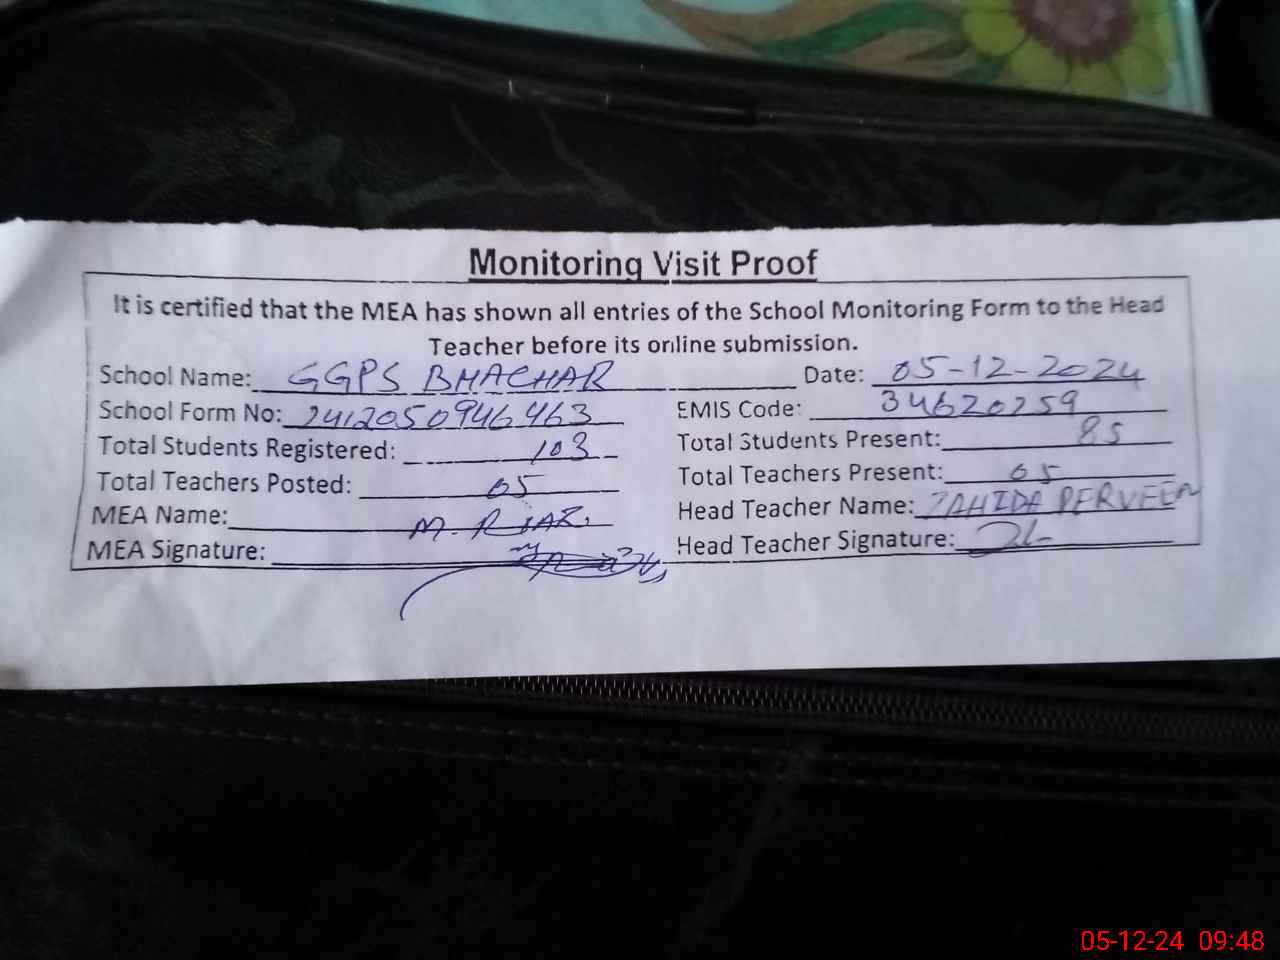 Monitoring Visit Proof
It is certified that the MEA has shown all entries of the School Monitoring Form to the Head
Teacher before its online submission.
School Name: GGPS BHACHAR Date: 05-12-2024
School Form No: 2412050946463 EMIS Code: 34620259
Total Students Registered: 103 Total Students Present: 85
Total Teachers Posted: 05 Total Teachers Present: 05
MEA Name: M. RIAZ. Head Teacher Name: ZAHIDA PERVEEN
MEA Signature: Head Teacher Signature:
05-12-24 09:48